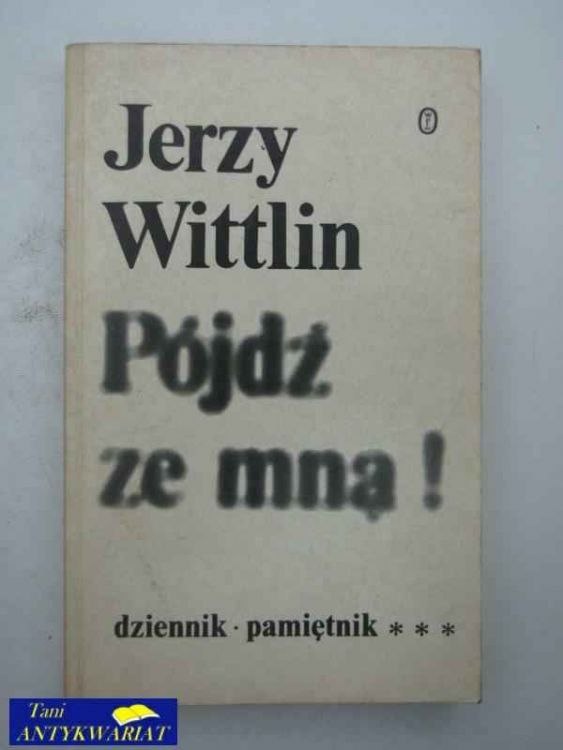 Jerzy
Wittlin
Pójdź
ze mną!
dziennik · pamiętnik * * *
Tani
ANTYKWARIAT